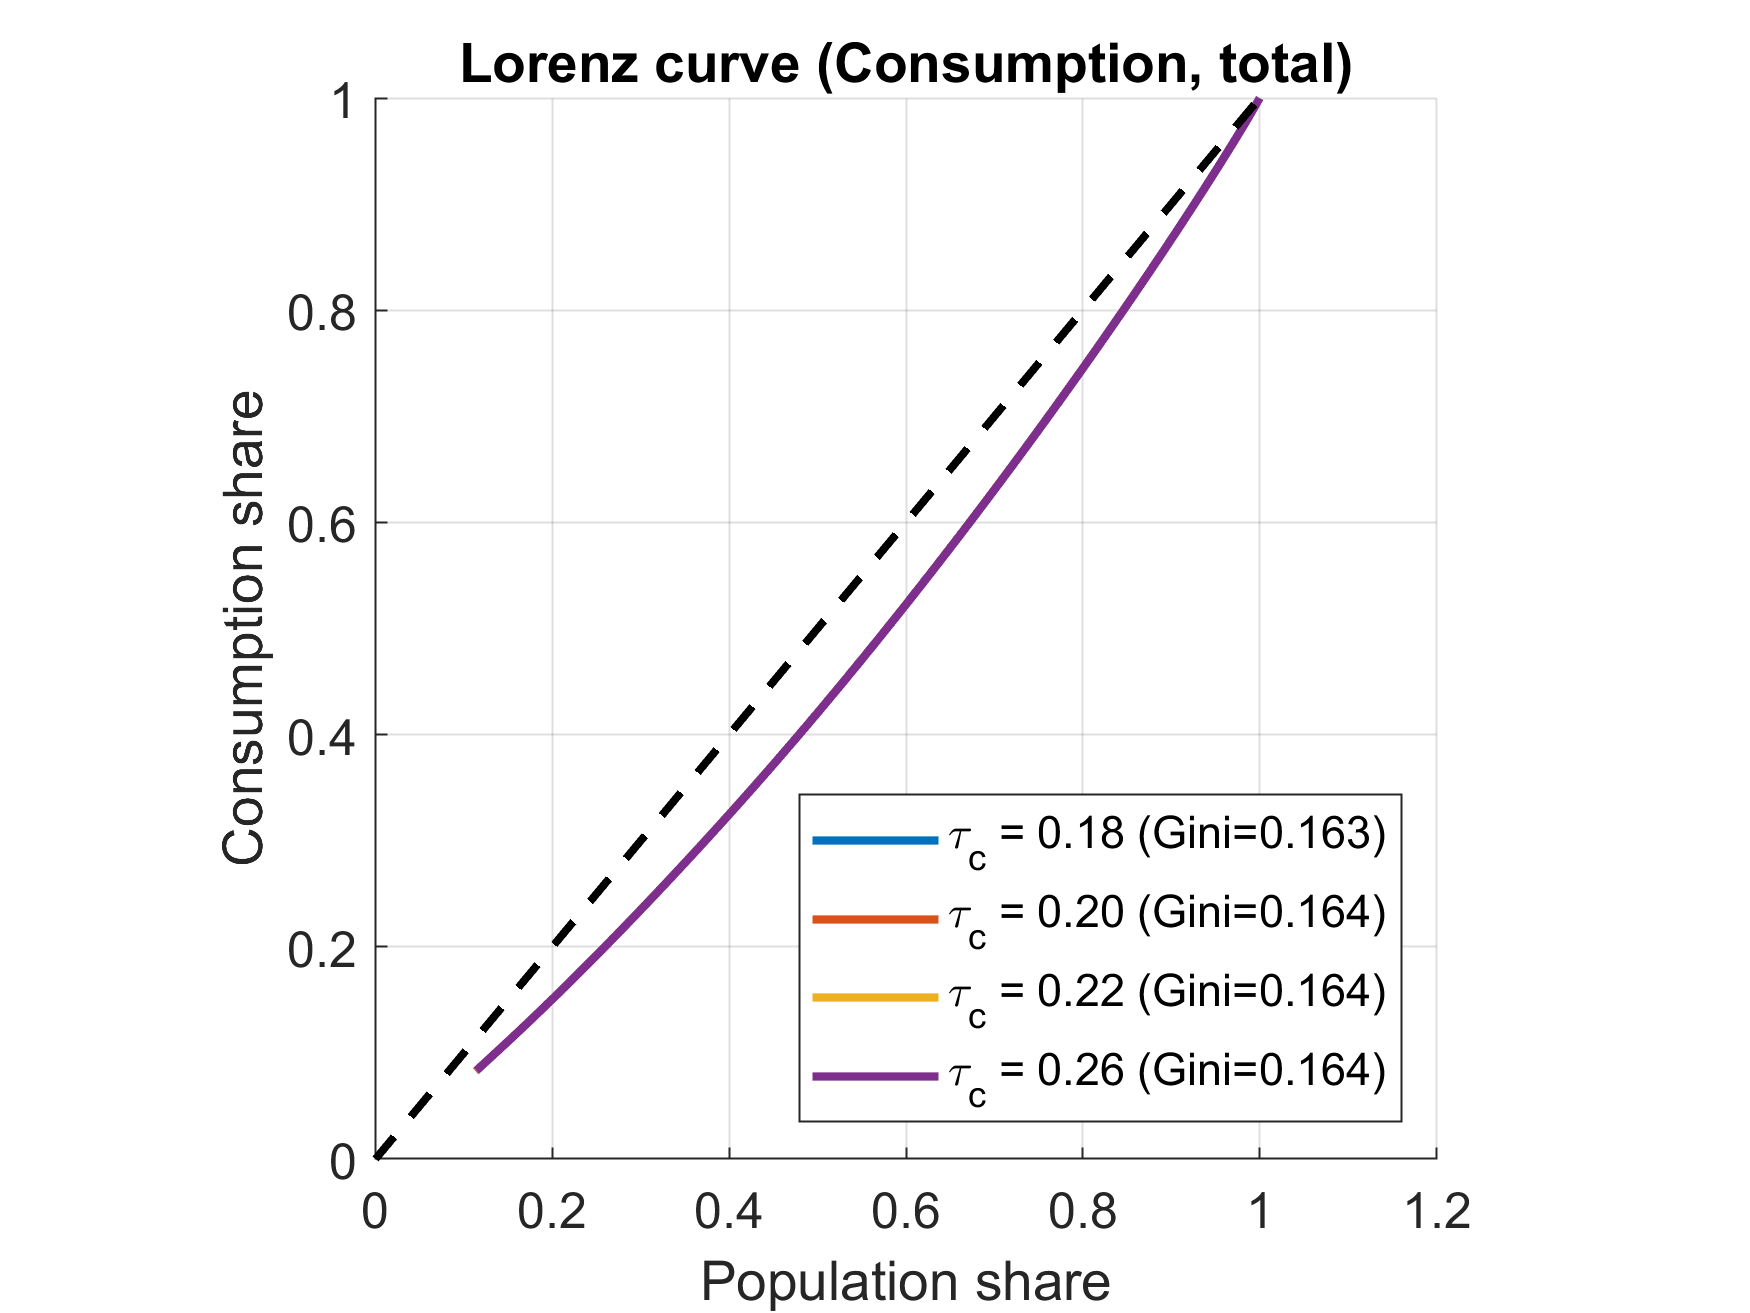 Lorenz curve (Consumption, total)
1
0.8
0.6
0.4
0.2
0
Consumption share
τc = 0.18 (Gini=0.163)
τc = 0.20 (Gini=0.164)
τc = 0.22 (Gini=0.164)
τc = 0.26 (Gini=0.164)
0 0.2 0.4 0.6 0.8 1 1.2
Population share